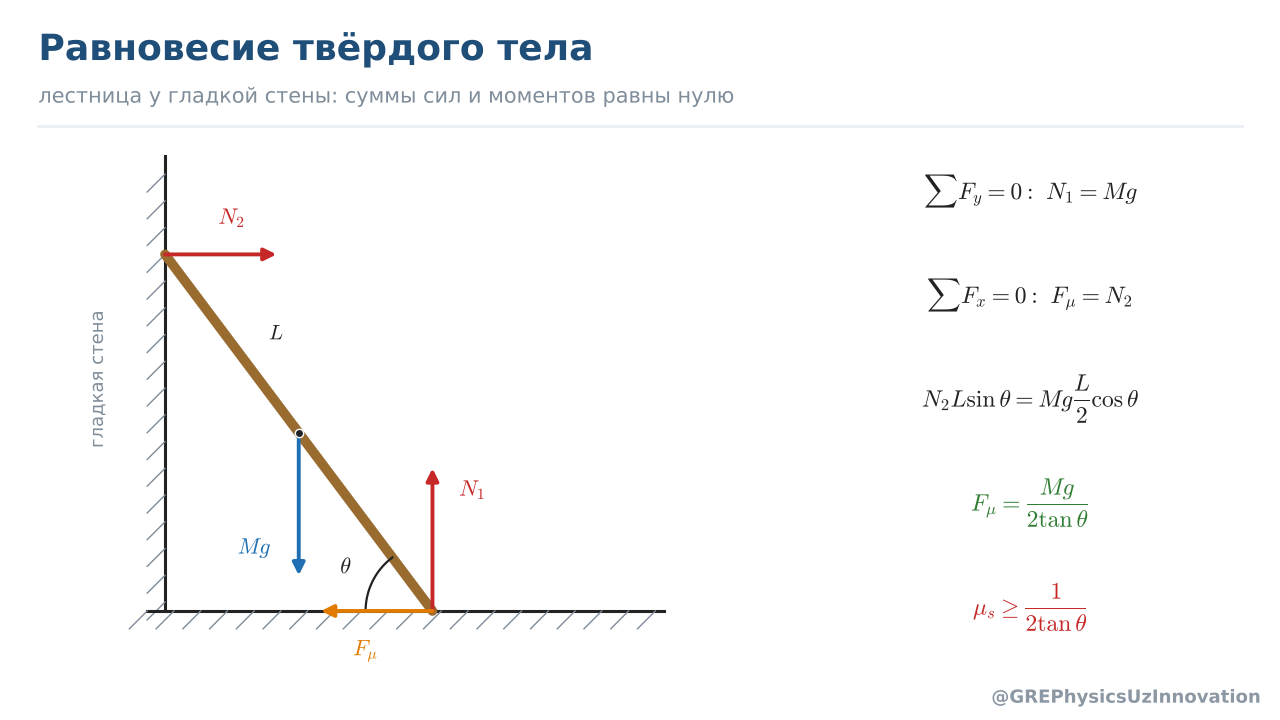 Равновесие твёрдого тела
лестница у гладкой стены: суммы сил и моментов равны нулю
гладкая стена
N₂
L
Mg
θ
N₁
F_μ
∑F_y = 0 : N₁ = Mg
∑F_x = 0 : F_μ = N₂
N₂L sin θ = Mg L/2 cos θ
F_μ = Mg / 2 tan θ
μ_s ≥ 1 / 2 tan θ
@GREPhysicsUzInnovation